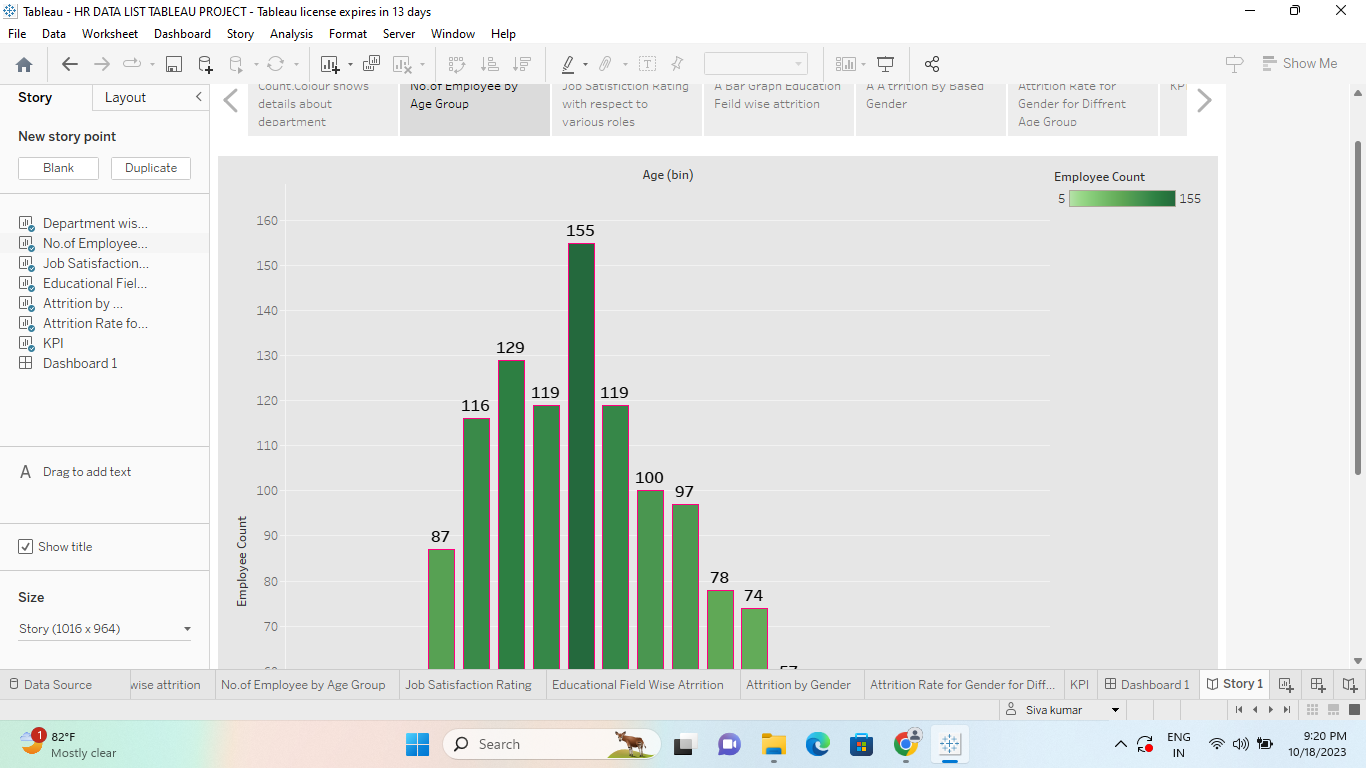 Tableau - HR DATA LIST TABLEAU PROJECT - Tableau license expires in 13 days
File Data Worksheet Dashboard Story Analysis Format Server Window Help
Show Me
Story
Layout
New story point
Blank
Duplicate
Department wis...
No.of Employee...
Job Satisfaction...
Educational Fiel...
Attrition by ...
Attrition Rate fo...
KPI
Dashboard 1
A Drag to add text
Show title
Size
Story (1016 x 964)
Count.Colour shows
details about
department
No.of Employee by
Age Group
Job Satisfiction Rating
with respect to
various roles
A Bar Graph Education
Feild wise attrition
A A trrition By Based
Gender
Attrition Rate for
Gender for Diffrent
Age Group
Age (bin)
Employee Count
5 155
160
150
140
130
120
110
100
90
80
70
Employee Count
87
116
129
119
155
119
100
97
78
74
57
Data Source
wise attrition
No.of Employee by Age Group
Job Satisfaction Rating
Educational Field Wise Atrrition
Attrition by Gender
Attrition Rate for Gender for Diff...
KPI
Dashboard 1
Story 1
Siva kumar
1
82°F
Mostly clear
Search
ENG
IN
9:20 PM
10/18/2023